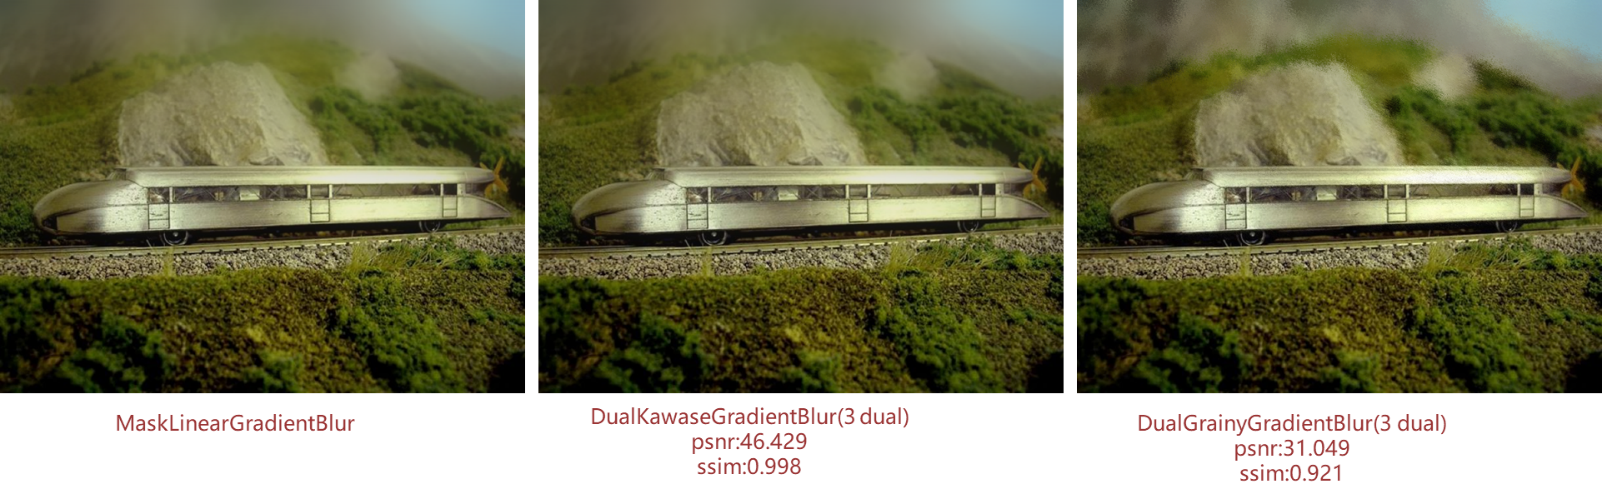 MaskLinearGradientBlur
DualKawaseGradientBlur(3 dual)
psnr:46.429
ssim:0.998
DualGrainyGradientBlur(3 dual)
psnr:31.049
ssim:0.921